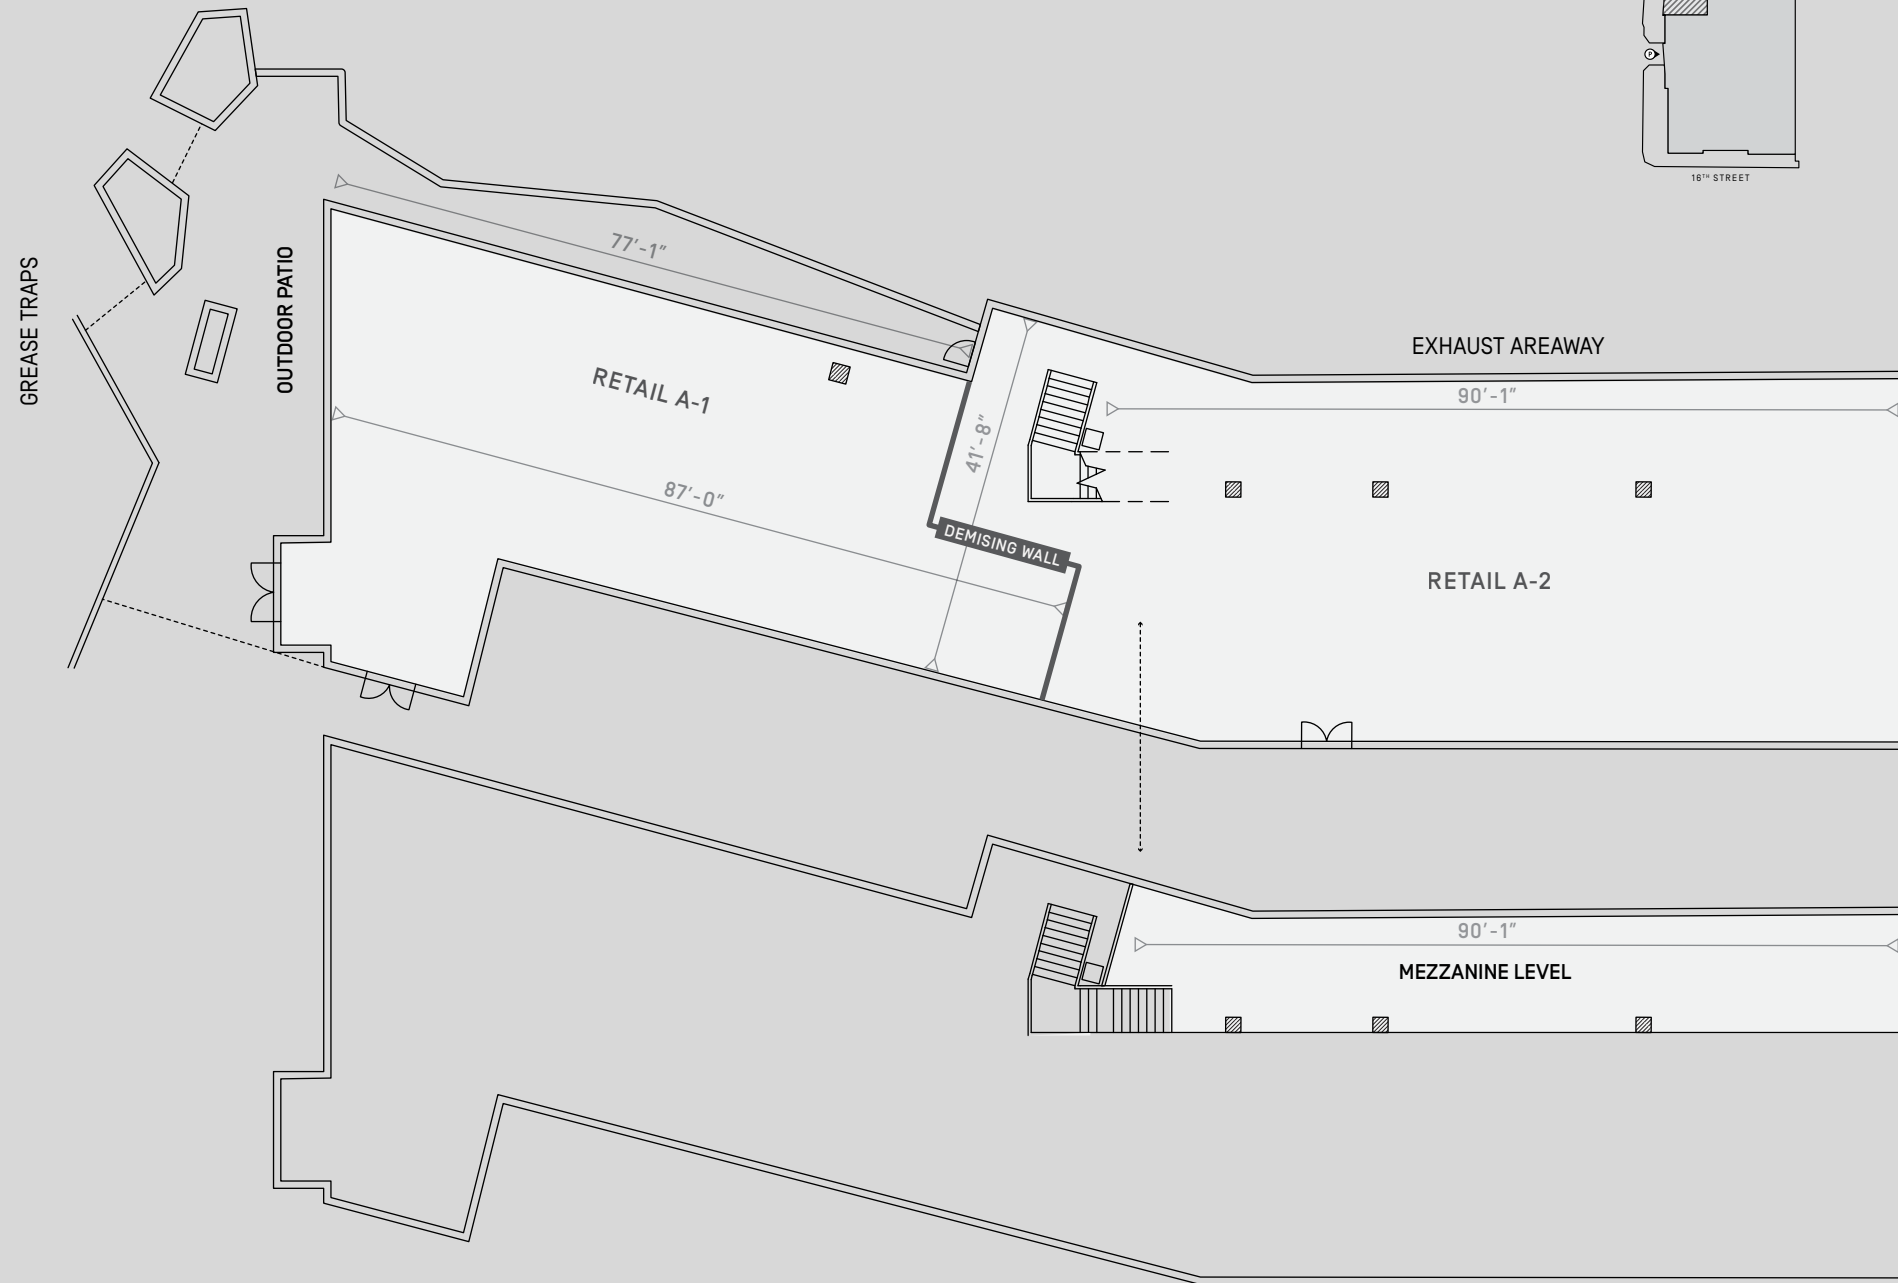 P
16TH STREET
GREASE TRAPS
OUTDOOR PATIO
77'-1"
EXHAUST AREAWAY
RETAIL A-1
90'-1"
41'-8"
87'-0"
DEMISING WALL
RETAIL A-2
90'-1"
MEZZANINE LEVEL